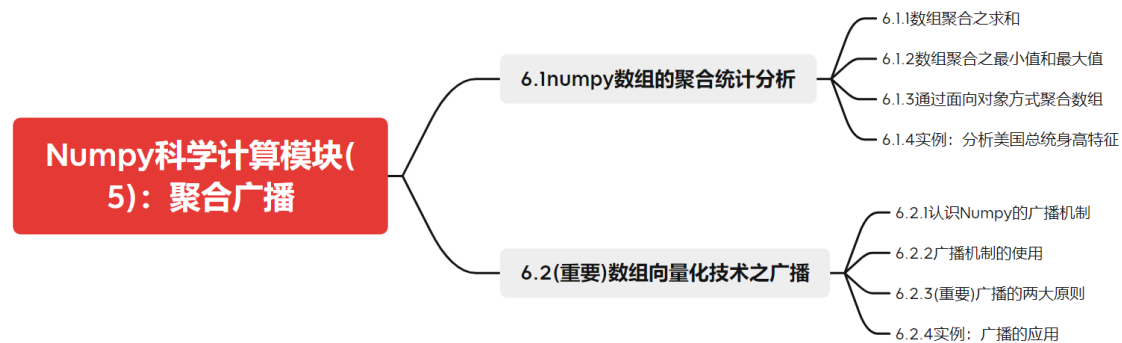 Numpy科学计算模块(
5)：聚合广播
6.1numpy数组的聚合统计分析
6.1.1数组聚合之求和
6.1.2数组聚合之最小值和最大值
6.1.3通过面向对象方式聚合数组
6.1.4实例：分析美国总统身高特征
6.2(重要)数组向量化技术之广播
6.2.1认识Numpy的广播机制
6.2.2广播机制的使用
6.2.3(重要)广播的两大原则
6.2.4实例：广播的应用